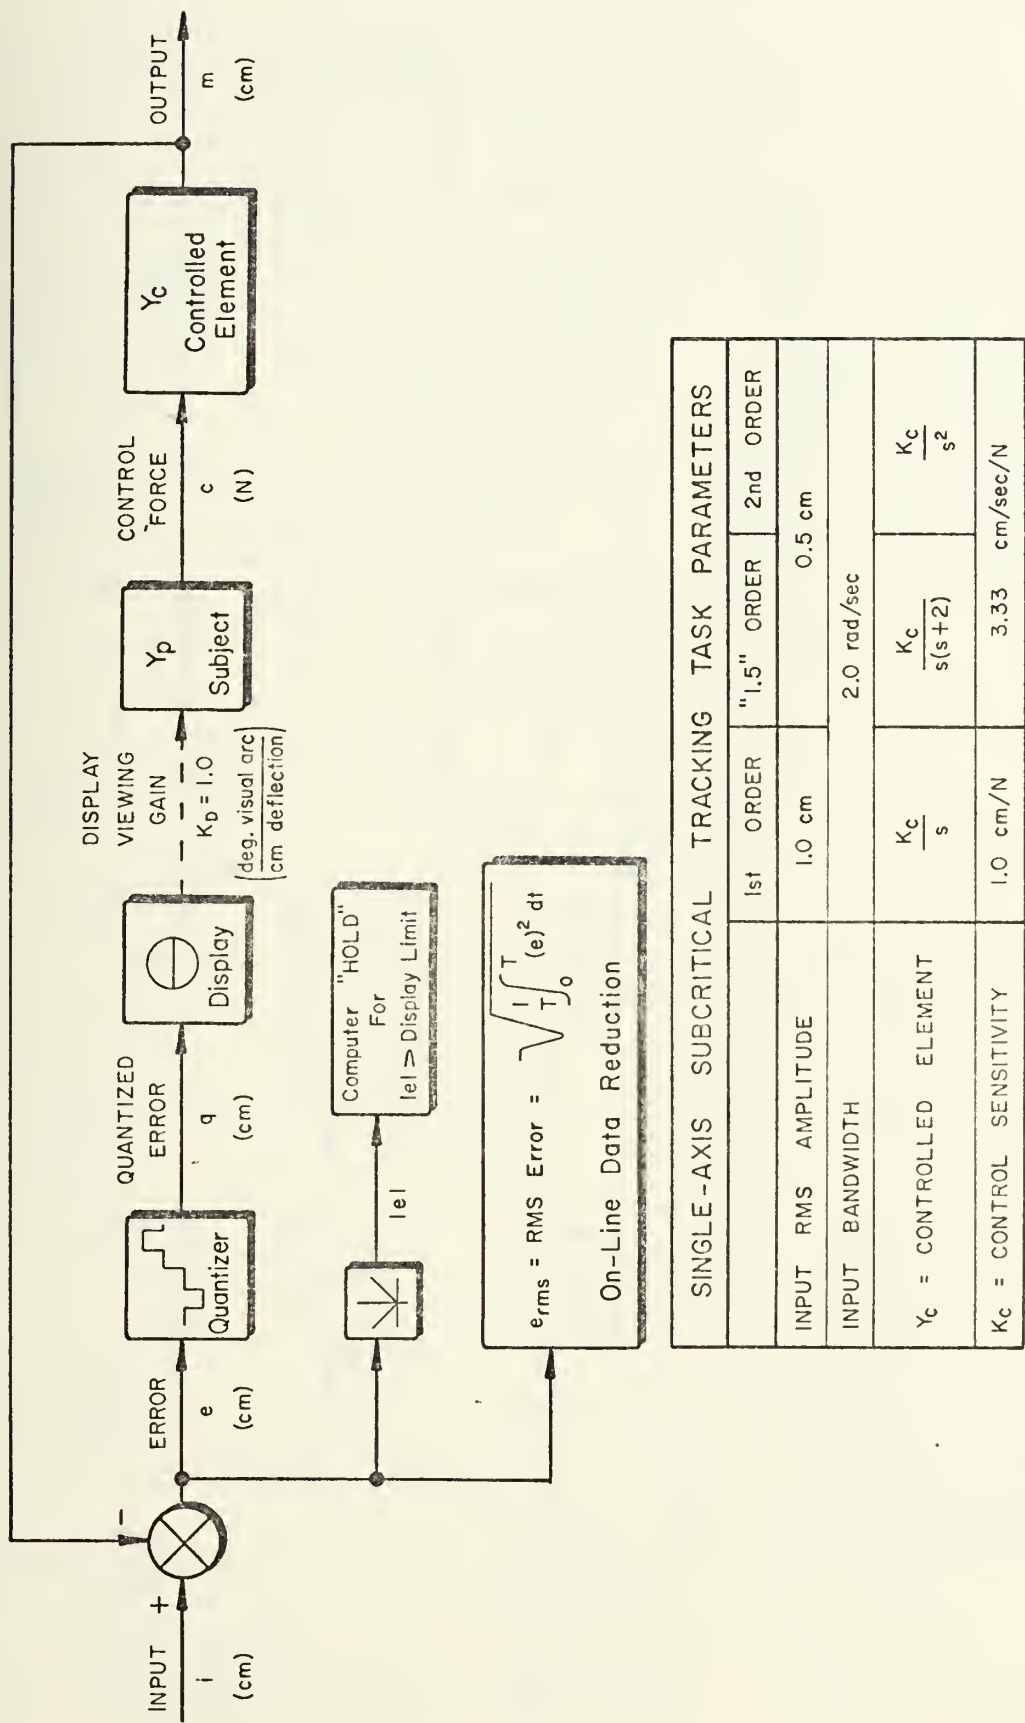 INPUT
i
(cm)
+
-
ERROR
e
(cm)
Quantizer
QUANTIZED
ERROR
q
(cm)
Display
DISPLAY
VIEWING
GAIN
K_D = 1.0
(deg. visual arc / cm deflection)
Y_p
Subject
CONTROL
FORCE
c
(N)
Y_c
Controlled
Element
OUTPUT
m
(cm)
|e|
Computer "HOLD"
For
|e| > Display Limit
e_rms = RMS Error = √(1/T ∫₀ᵀ (e)² dt)
On-Line Data Reduction
SINGLE-AXIS SUBCRITICAL TRACKING TASK PARAMETERS
1st ORDER "1.5" ORDER 2nd ORDER
INPUT RMS AMPLITUDE 1.0 cm 0.5 cm
INPUT BANDWIDTH 2.0 rad/sec
Y_c = CONTROLLED ELEMENT K_c/s K_c/s(s+2) K_c/s²
K_c = CONTROL SENSITIVITY 1.0 cm/N 3.33 cm/sec/N